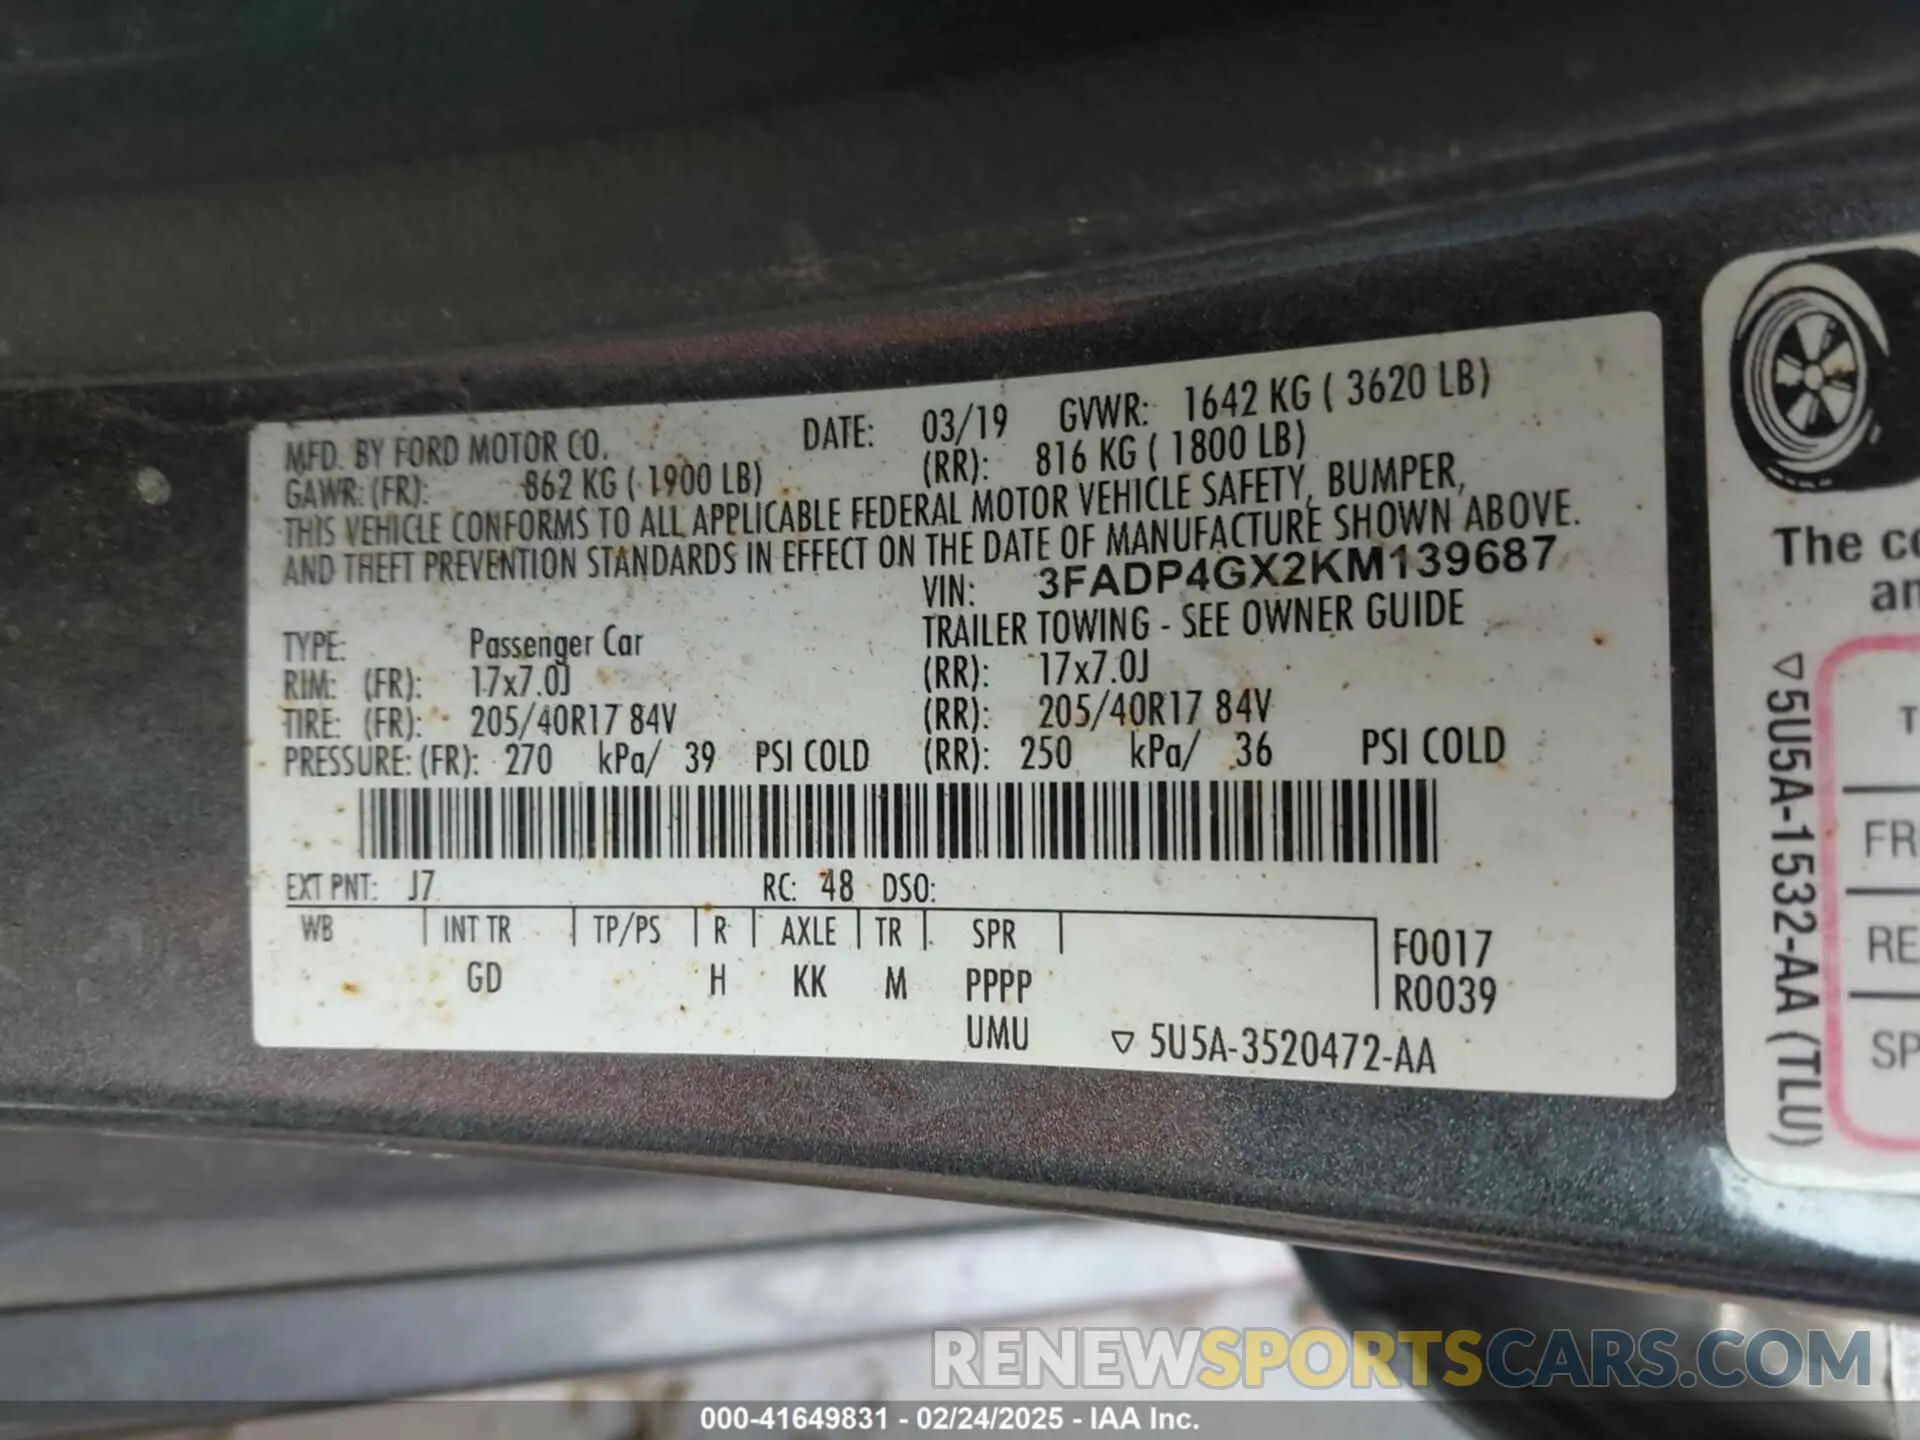 MFD. BY FORD MOTOR CO. DATE: 03/19 GVWR: 1642 KG ( 3620 LB)
GAWR: (FR): 862 KG ( 1900 LB) (RR): 816 KG ( 1800 LB)
THIS VEHICLE CONFORMS TO ALL APPLICABLE FEDERAL MOTOR VEHICLE SAFETY, BUMPER,
AND THEFT PREVENTION STANDARDS IN EFFECT ON THE DATE OF MANUFACTURE SHOWN ABOVE.
VIN: 3FADP4GX2KM139687
TYPE: Passenger Car TRAILER TOWING - SEE OWNER GUIDE
RIM: (FR): 17x7.0J (RR): 17x7.0J
TIRE: (FR): 205/40R17 84V (RR): 205/40R17 84V
PRESSURE: (FR): 270 kPa/ 39 PSI COLD (RR): 250 kPa/ 36 PSI COLD
EXT PNT: J7 RC: 48 DSO:
WB INT TR TP/PS R AXLE TR SPR F0017
GD H KK M PPPP R0039
UMU ▽ 5U5A-3520472-AA
The co
an
▽5U5A-1532-AA (TLU)
T
FR
RE
SP
RENEWSPORTSCARS.COM
000-41649831 - 02/24/2025 - IAA Inc.